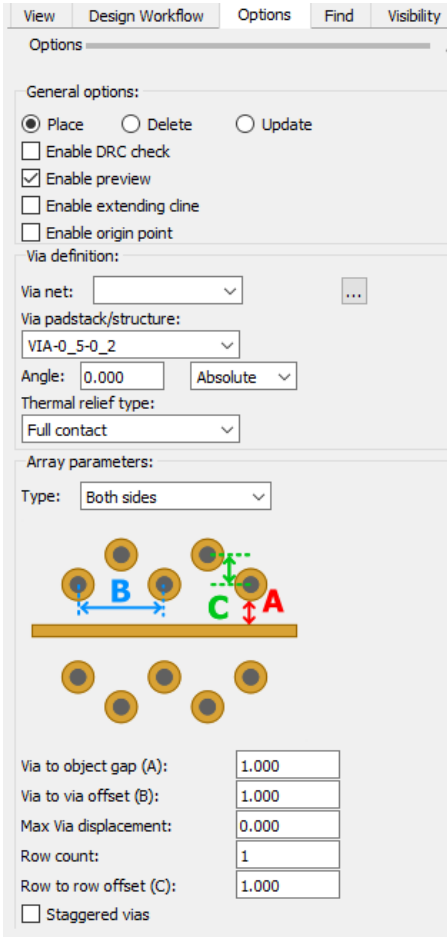 View Design Workflow Options Find Visibility
Options
General options:
Place Delete Update
Enable DRC check
Enable preview
Enable extending cline
Enable origin point
Via definition:
Via net: ...
Via padstack/structure:
VIA-0_5-0_2
Angle: 0.000 Absolute
Thermal relief type:
Full contact
Array parameters:
Type: Both sides
B C A
Via to object gap (A): 1.000
Via to via offset (B): 1.000
Max Via displacement: 0.000
Row count: 1
Row to row offset (C): 1.000
Staggered vias